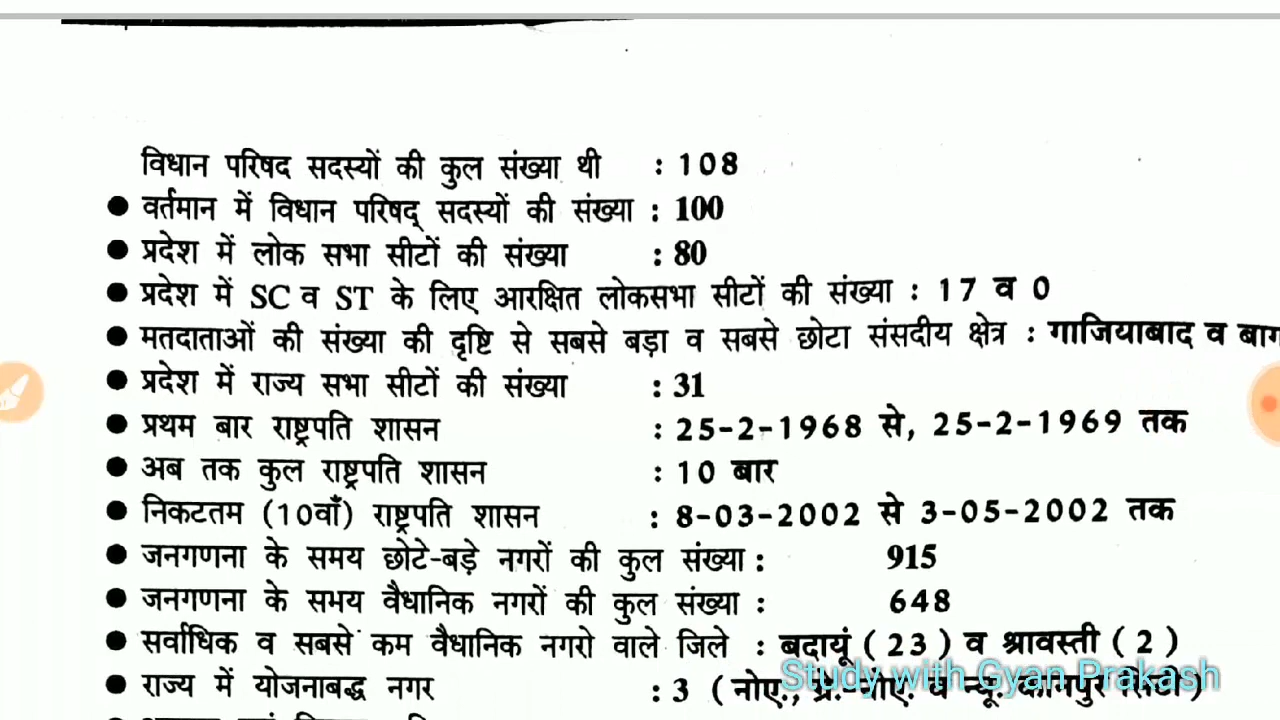 विधान परिषद सदस्यों की कुल संख्या थी : 108
● वर्तमान में विधान परिषद् सदस्यों की संख्या : 100
● प्रदेश में लोक सभा सीटों की संख्या : 80
● प्रदेश में SC व ST के लिए आरक्षित लोकसभा सीटों की संख्या : 17 व 0
● मतदाताओं की संख्या की दृष्टि से सबसे बड़ा व सबसे छोटा संसदीय क्षेत्र : गाजियाबाद व
● प्रदेश में राज्य सभा सीटों की संख्या : 31
● प्रथम बार राष्ट्रपति शासन : 25-2-1968 से, 25-2-1969 तक
● अब तक कुल राष्ट्रपति शासन : 10 बार
● निकटतम (10वाँ) राष्ट्रपति शासन : 8-03-2002 से 3-05-2002 तक
● जनगणना के समय छोटे-बड़े नगरों की कुल संख्या : 915
● जनगणना के सभय वैधानिक नगरों की कुल संख्या : 648
● सर्वाधिक व सबसे कम वैधानिक नगरो वाले जिले : बदायूं ( 23 ) व श्रावस्ती ( 2 )
● राज्य में योजनाबद्ध नगर : 3 ( नोए., ग्रे.-नोए. व न्यू. कानपुर सिटी )
Study with Gyan Prakash